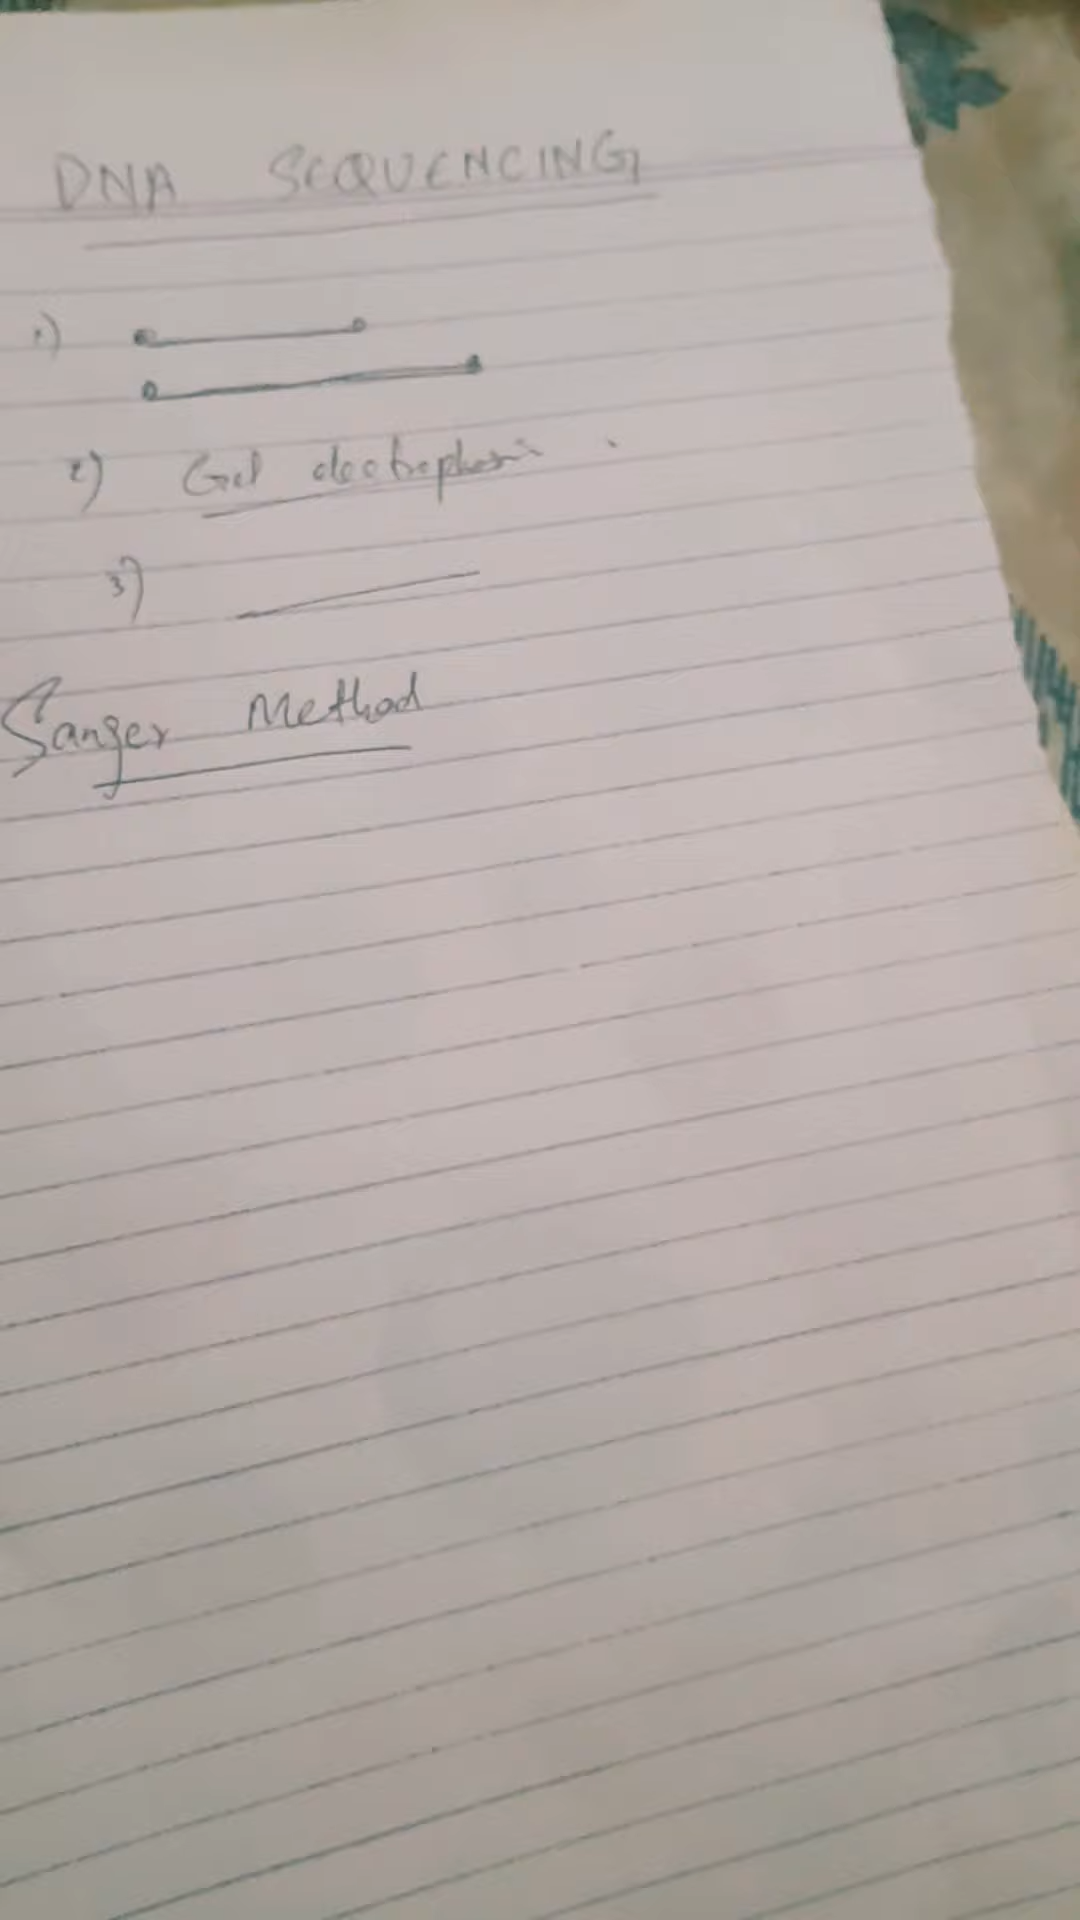 DNA SEQUENCING
1)
2) Gel electrophoresis.
3)
Sanger Method